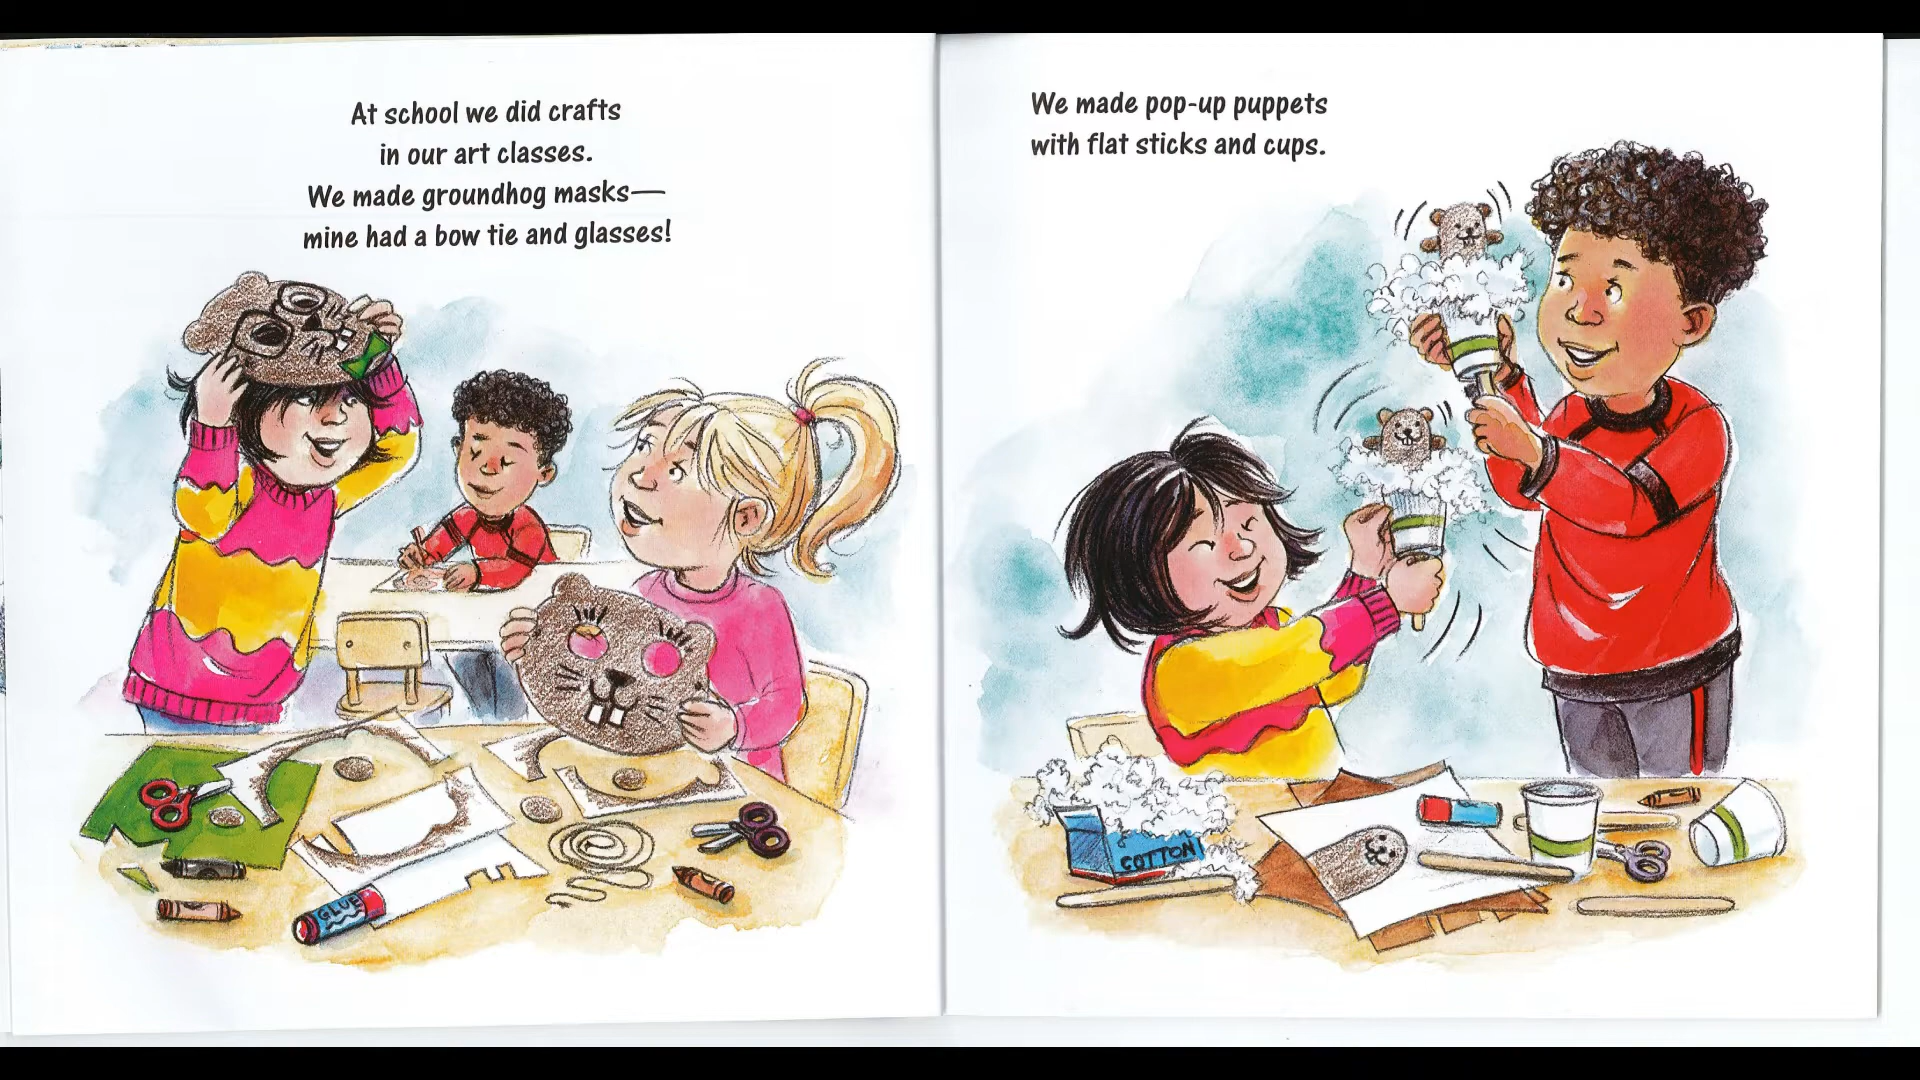 At school we did crafts
in our art classes.
We made groundhog masks—
mine had a bow tie and glasses!
GLUE
We made pop-up puppets
with flat sticks and cups.
COTTON